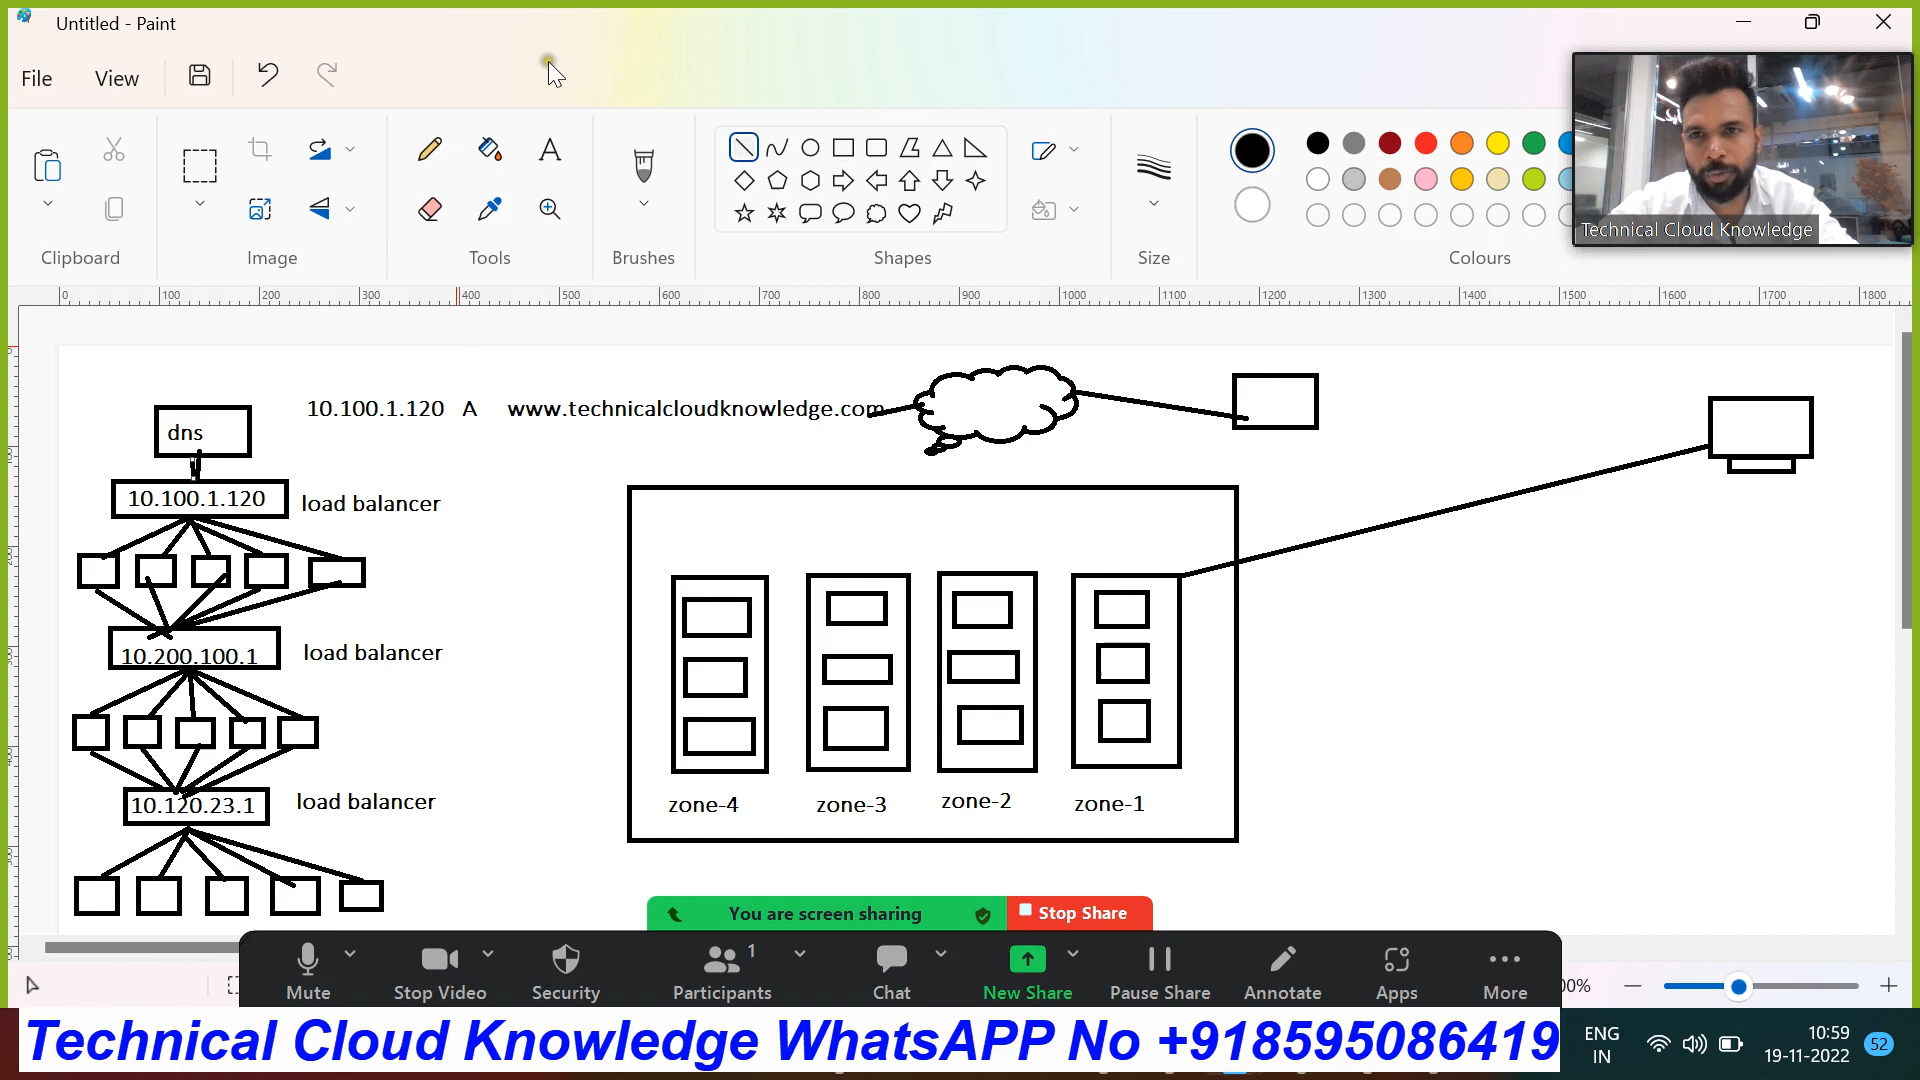 Untitled - Paint
File
View
Clipboard
Image
Tools
Brushes
Shapes
Size
Colours
Technical Cloud Knowledge
0 100 200 300 400 500 600 700 800 900 1000 1100 1200 1300 1400 1500 1600 1700 1800
10.100.1.120 A www.technicalcloudknowledge.com
dns
10.100.1.120
load balancer
10.200.100.1
load balancer
10.120.23.1
load balancer
zone-4
zone-3
zone-2
zone-1
You are screen sharing
Stop Share
Mute
Stop Video
Security
1
Participants
Chat
New Share
Pause Share
Annotate
Apps
More
Technical Cloud Knowledge WhatsAPP No +918595086419
ENG
IN
10:59
19-11-2022
52